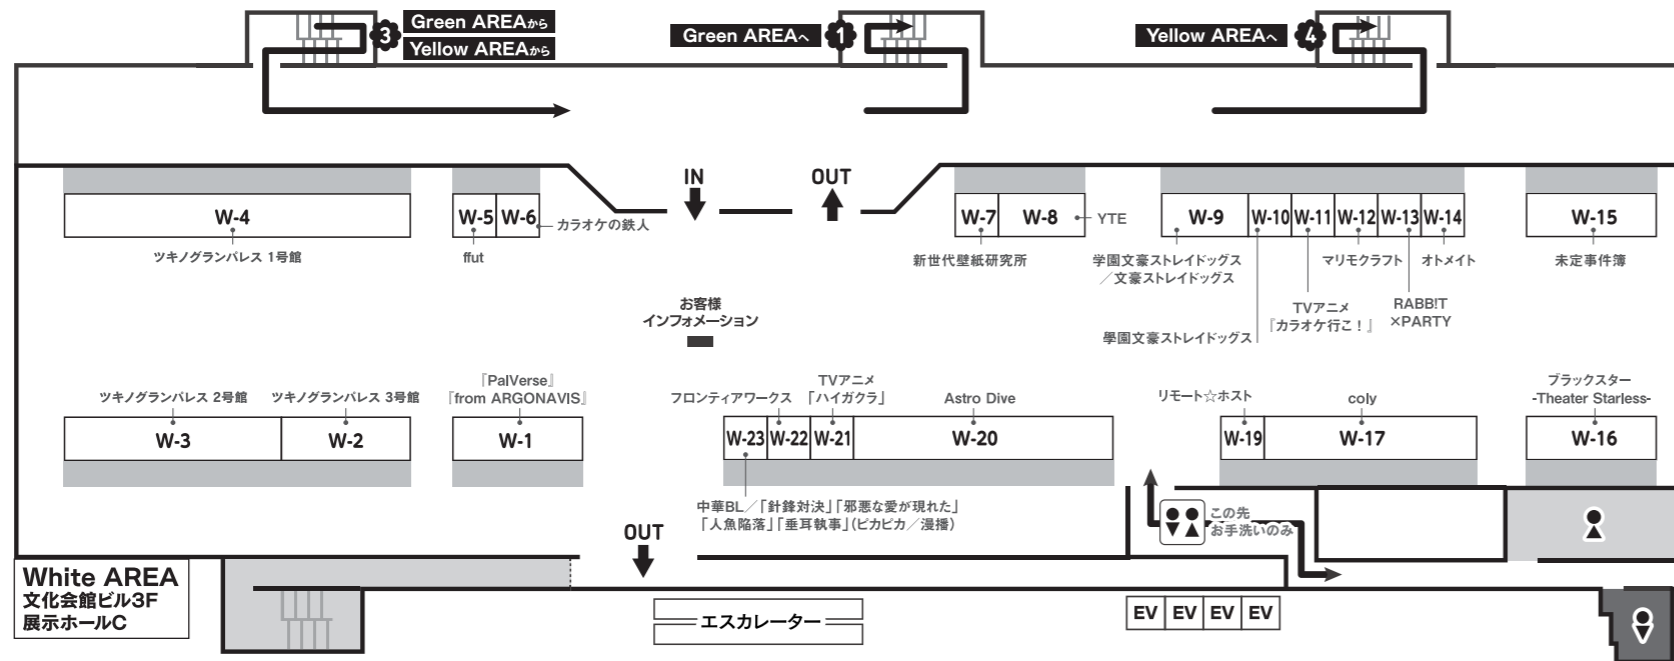 Green AREAから
Yellow AREAから
3
Green AREAへ
1
Yellow AREAへ
4
IN
OUT
W-4
W-5
W-6
W-7
W-8
W-9
W-10
W-11
W-12
W-13
W-14
W-15
カラオケの鉄人
YTE
ツキノグランパレス 1号館
ffut
新世代壁紙研究所
学園文豪ストレイドッグス
／文豪ストレイドッグス
マリモクラフト
オトメイト
未定事件簿
お客様
インフォメーション
TVアニメ
『カラオケ行こ！』
RABB!T
×PARTY
學園文豪ストレイドッグス
ツキノグランパレス 2号館
ツキノグランパレス 3号館
『PalVerse』
『from ARGONAVIS』
フロンティアワークス
TVアニメ
「ハイガクラ」
Astro Dive
リモート☆ホスト
coly
ブラックスター
-Theater Starless-
W-3
W-2
W-1
W-23
W-22
W-21
W-20
W-19
W-17
W-16
中華BL／「針鋒対決」「邪悪な愛が現れた」
「人魚陥落」「垂耳執事」(ピカピカ／漫播)
この先
お手洗いのみ
OUT
White AREA
文化会館ビル3F
展示ホールC
エスカレーター
EV
EV
EV
EV